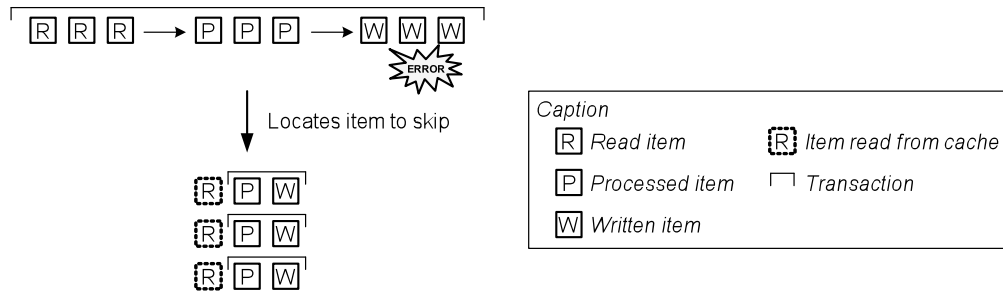 R R R P P P W W W
ERROR
Locates item to skip
R P W
R P W
R P W
Caption
R Read item
R Item read from cache
P Processed item
Transaction
W Written item